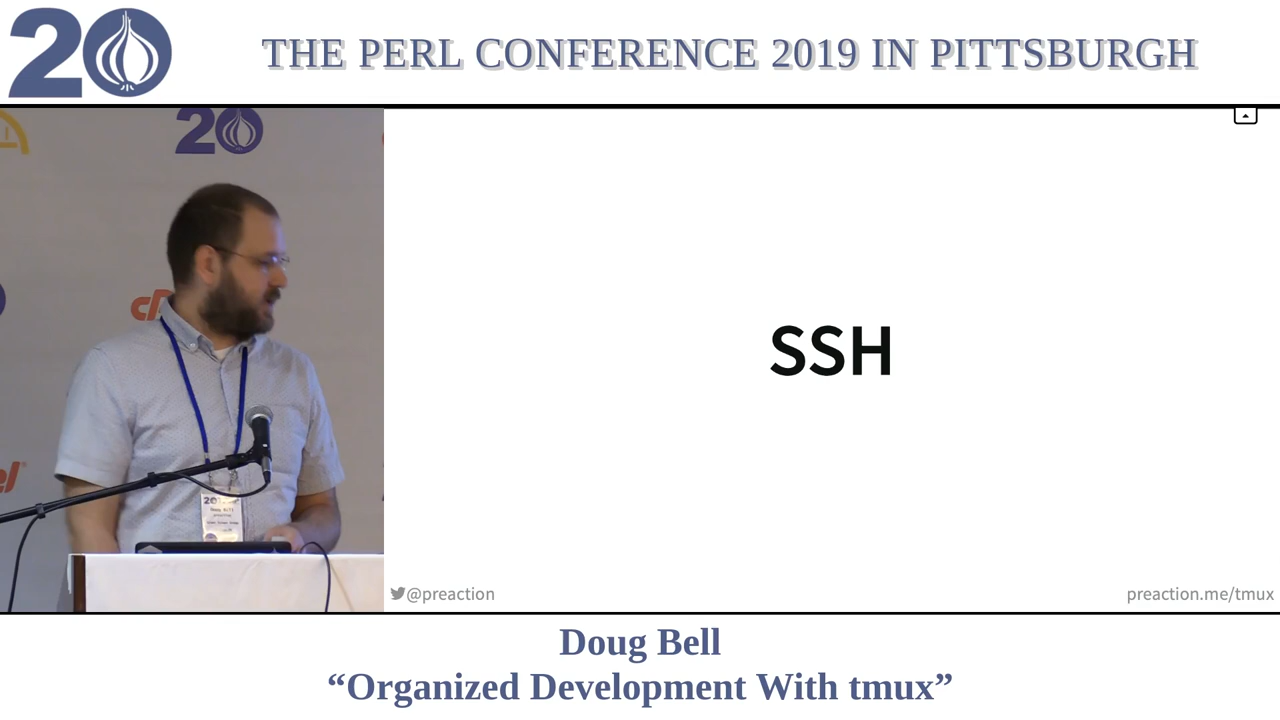 20
THE PERL CONFERENCE 2019 IN PITTSBURGH
20
SSH
@preaction
preaction.me/tmux
Doug Bell
“Organized Development With tmux”